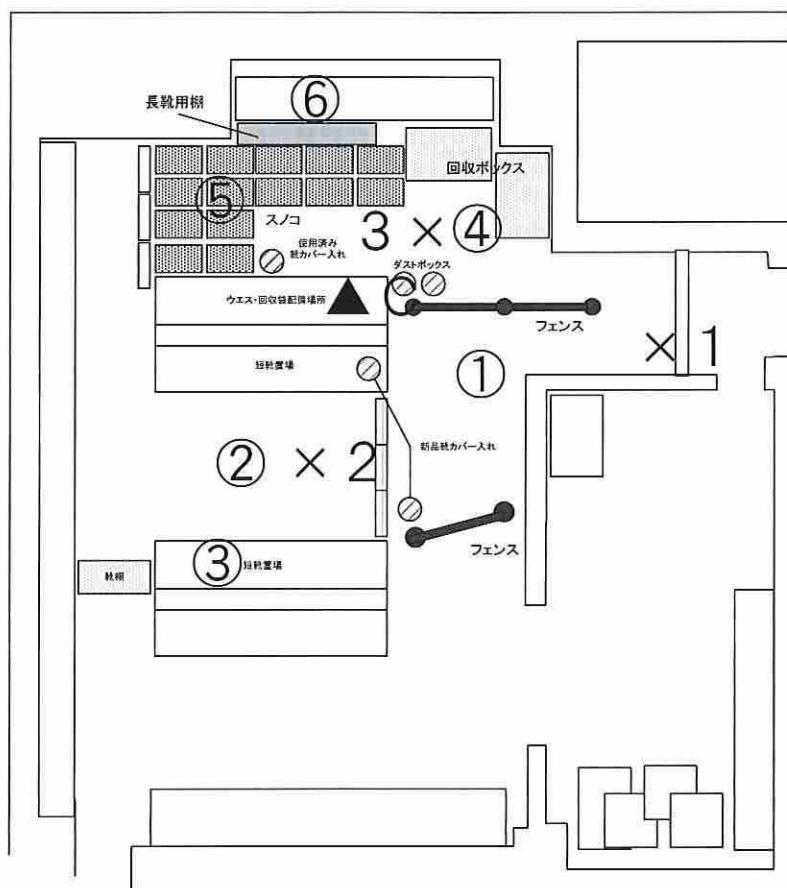 ⑥
長靴用棚
回収ボックス
⑤
スノコ
3 × ④
使用済み
靴カバー入れ
ダストボックス
ウエス・回収袋配備場所
フェンス
× 1
短靴置場
①
新品靴カバー入れ
② × 2
フェンス
③
短靴置場
靴棚